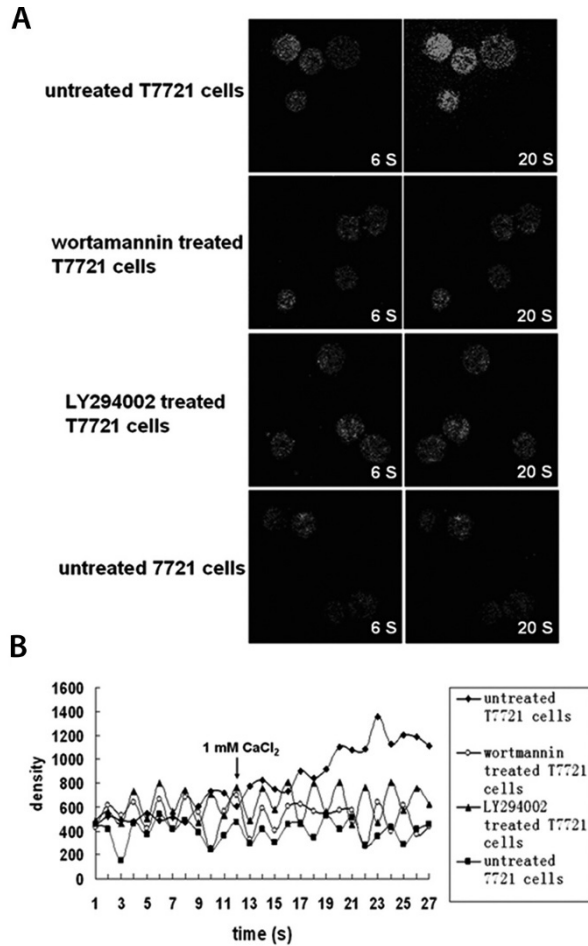 A
untreated T7721 cells
6 S
20 S
wortamannin treated
T7721 cells
6 S
20 S
LY294002 treated
T7721 cells
6 S
20 S
untreated 7721 cells
6 S
20 S
B
density
1600
1400
1200
1000
800
600
400
200
0
1 mM CaCl₂
1 3 5 7 9 11 13 15 17 19 21 23 25 27
time (s)
untreated
T7721 cells
wortmannin
treated T7721
cells
LY294002
treated T7721
cells
untreated
7721 cells